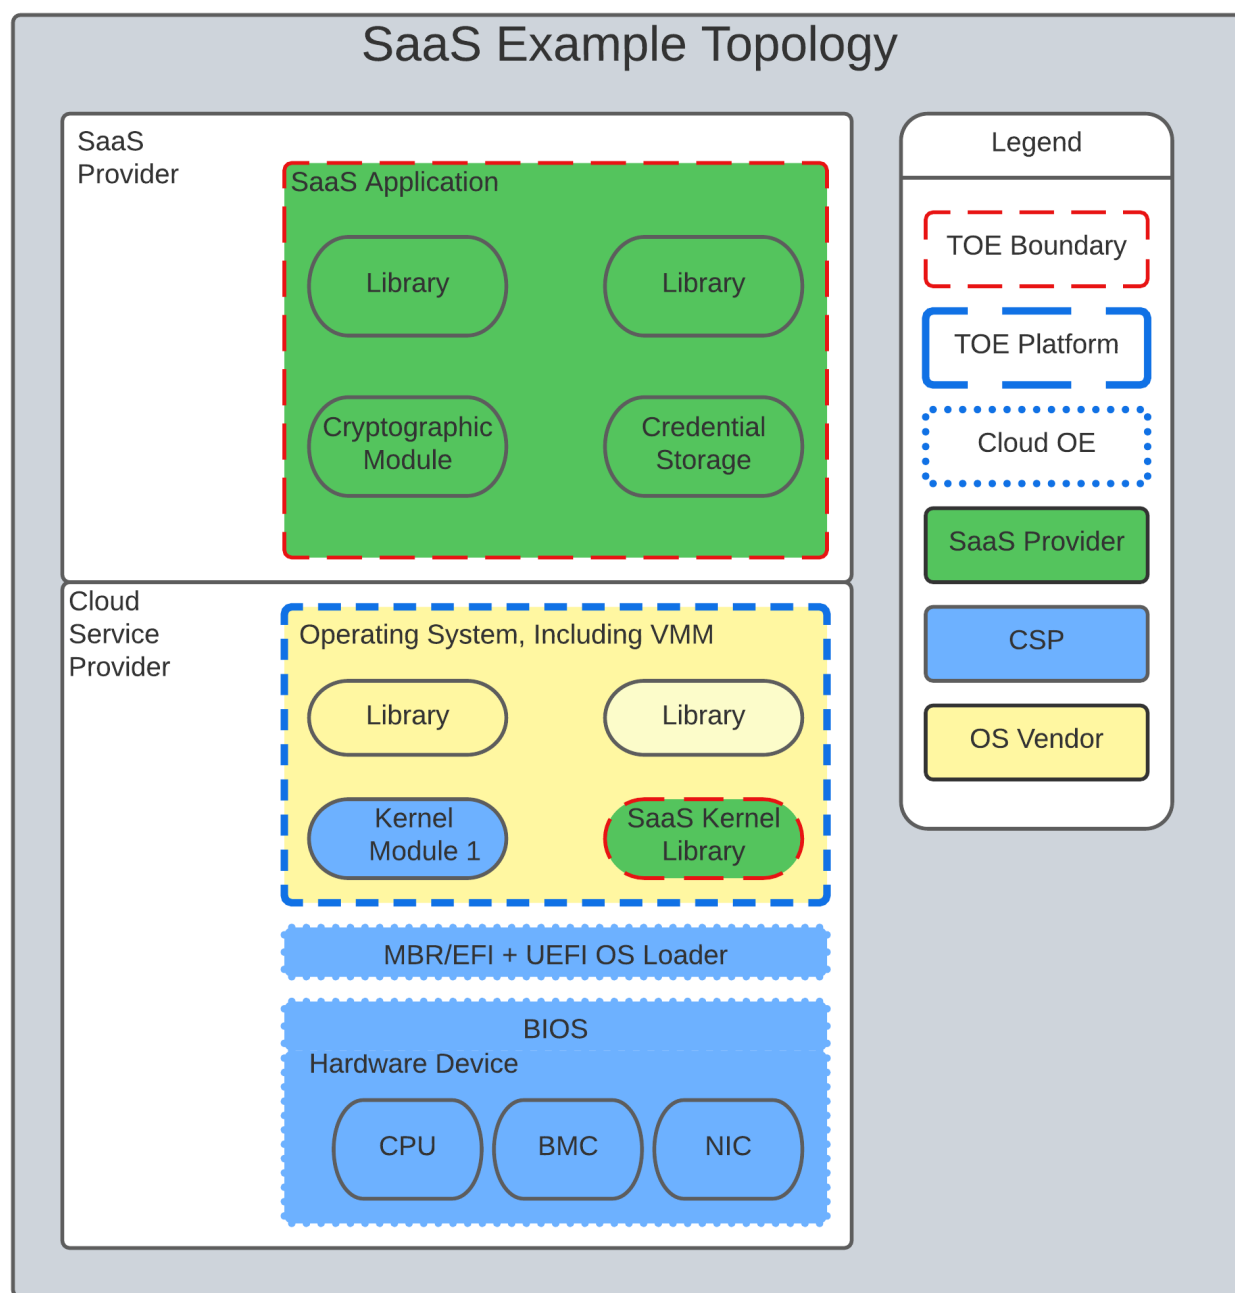 SaaS Example Topology
SaaS
Provider
SaaS Application
Library
Library
Cryptographic
Module
Credential
Storage
Cloud
Service
Provider
Operating System, Including VMM
Library
Library
Kernel
Module 1
SaaS Kernel
Library
MBR/EFI + UEFI OS Loader
BIOS
Hardware Device
CPU
BMC
NIC
Legend
TOE Boundary
TOE Platform
Cloud OE
SaaS Provider
CSP
OS Vendor